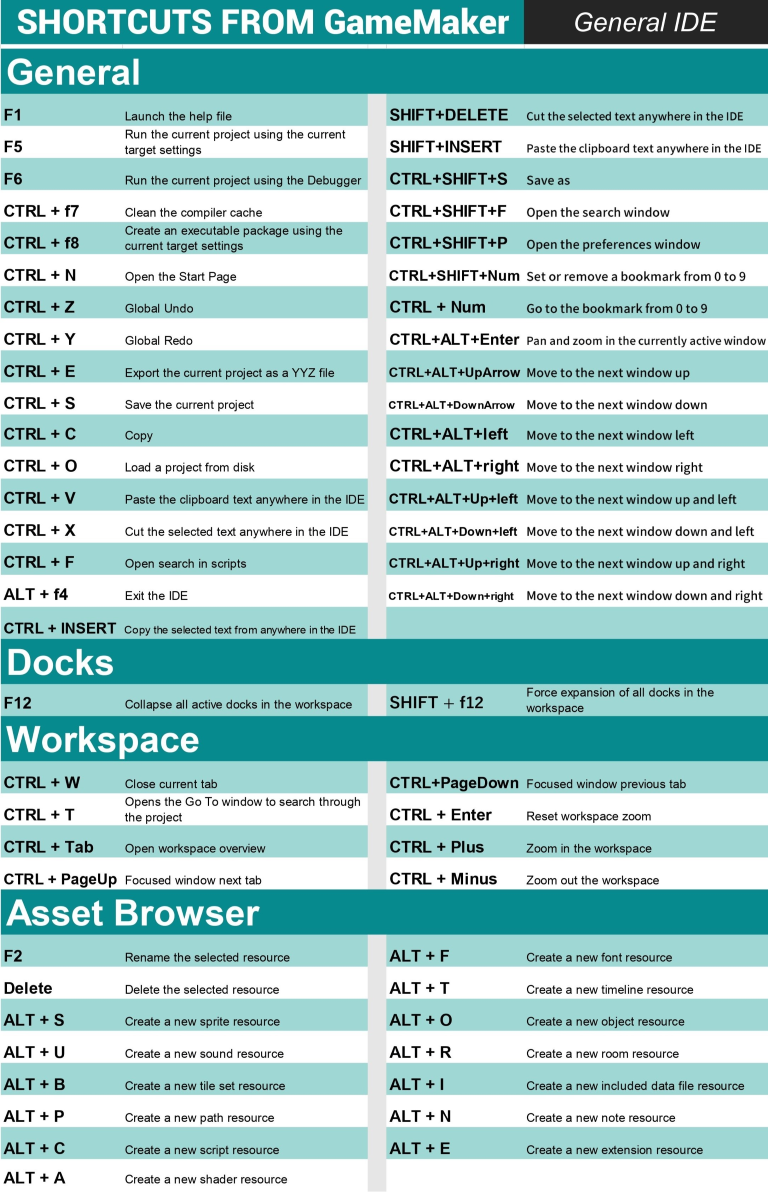 SHORTCUTS FROM GameMaker General IDE
General
F1 Launch the help file SHIFT+DELETE Cut the selected text anywhere in the IDE
F5 Run the current project using the current
target settings SHIFT+INSERT Paste the clipboard text anywhere in the IDE
F6 Run the current project using the Debugger CTRL+SHIFT+S Save as
CTRL + f7 Clean the compiler cache CTRL+SHIFT+F Open the search window
CTRL + f8 Create an executable package using the
current target settings CTRL+SHIFT+P Open the preferences window
CTRL + N Open the Start Page CTRL+SHIFT+Num Set or remove a bookmark from 0 to 9
CTRL + Z Global Undo CTRL + Num Go to the bookmark from 0 to 9
CTRL + Y Global Redo CTRL+ALT+Enter Pan and zoom in the currently active window
CTRL + E Export the current project as a YYZ file CTRL+ALT+UpArrow Move to the next window up
CTRL + S Save the current project CTRL+ALT+DownArrow Move to the next window down
CTRL + C Copy CTRL+ALT+left Move to the next window left
CTRL + O Load a project from disk CTRL+ALT+right Move to the next window right
CTRL + V Paste the clipboard text anywhere in the IDE CTRL+ALT+Up+left Move to the next window up and left
CTRL + X Cut the selected text anywhere in the IDE CTRL+ALT+Down+left Move to the next window down and left
CTRL + F Open search in scripts CTRL+ALT+Up+right Move to the next window up and right
ALT + f4 Exit the IDE CTRL+ALT+Down+right Move to the next window down and right
CTRL + INSERT Copy the selected text from anywhere in the IDE
Docks
F12 Collapse all active docks in the workspace SHIFT + f12 Force expansion of all docks in the
workspace
Workspace
CTRL + W Close current tab CTRL+PageDown Focused window previous tab
CTRL + T Opens the Go To window to search through
the project CTRL + Enter Reset workspace zoom
CTRL + Tab Open workspace overview CTRL + Plus Zoom in the workspace
CTRL + PageUp Focused window next tab CTRL + Minus Zoom out the workspace
Asset Browser
F2 Rename the selected resource ALT + F Create a new font resource
Delete Delete the selected resource ALT + T Create a new timeline resource
ALT + S Create a new sprite resource ALT + O Create a new object resource
ALT + U Create a new sound resource ALT + R Create a new room resource
ALT + B Create a new tile set resource ALT + I Create a new included data file resource
ALT + P Create a new path resource ALT + N Create a new note resource
ALT + C Create a new script resource ALT + E Create a new extension resource
ALT + A Create a new shader resource